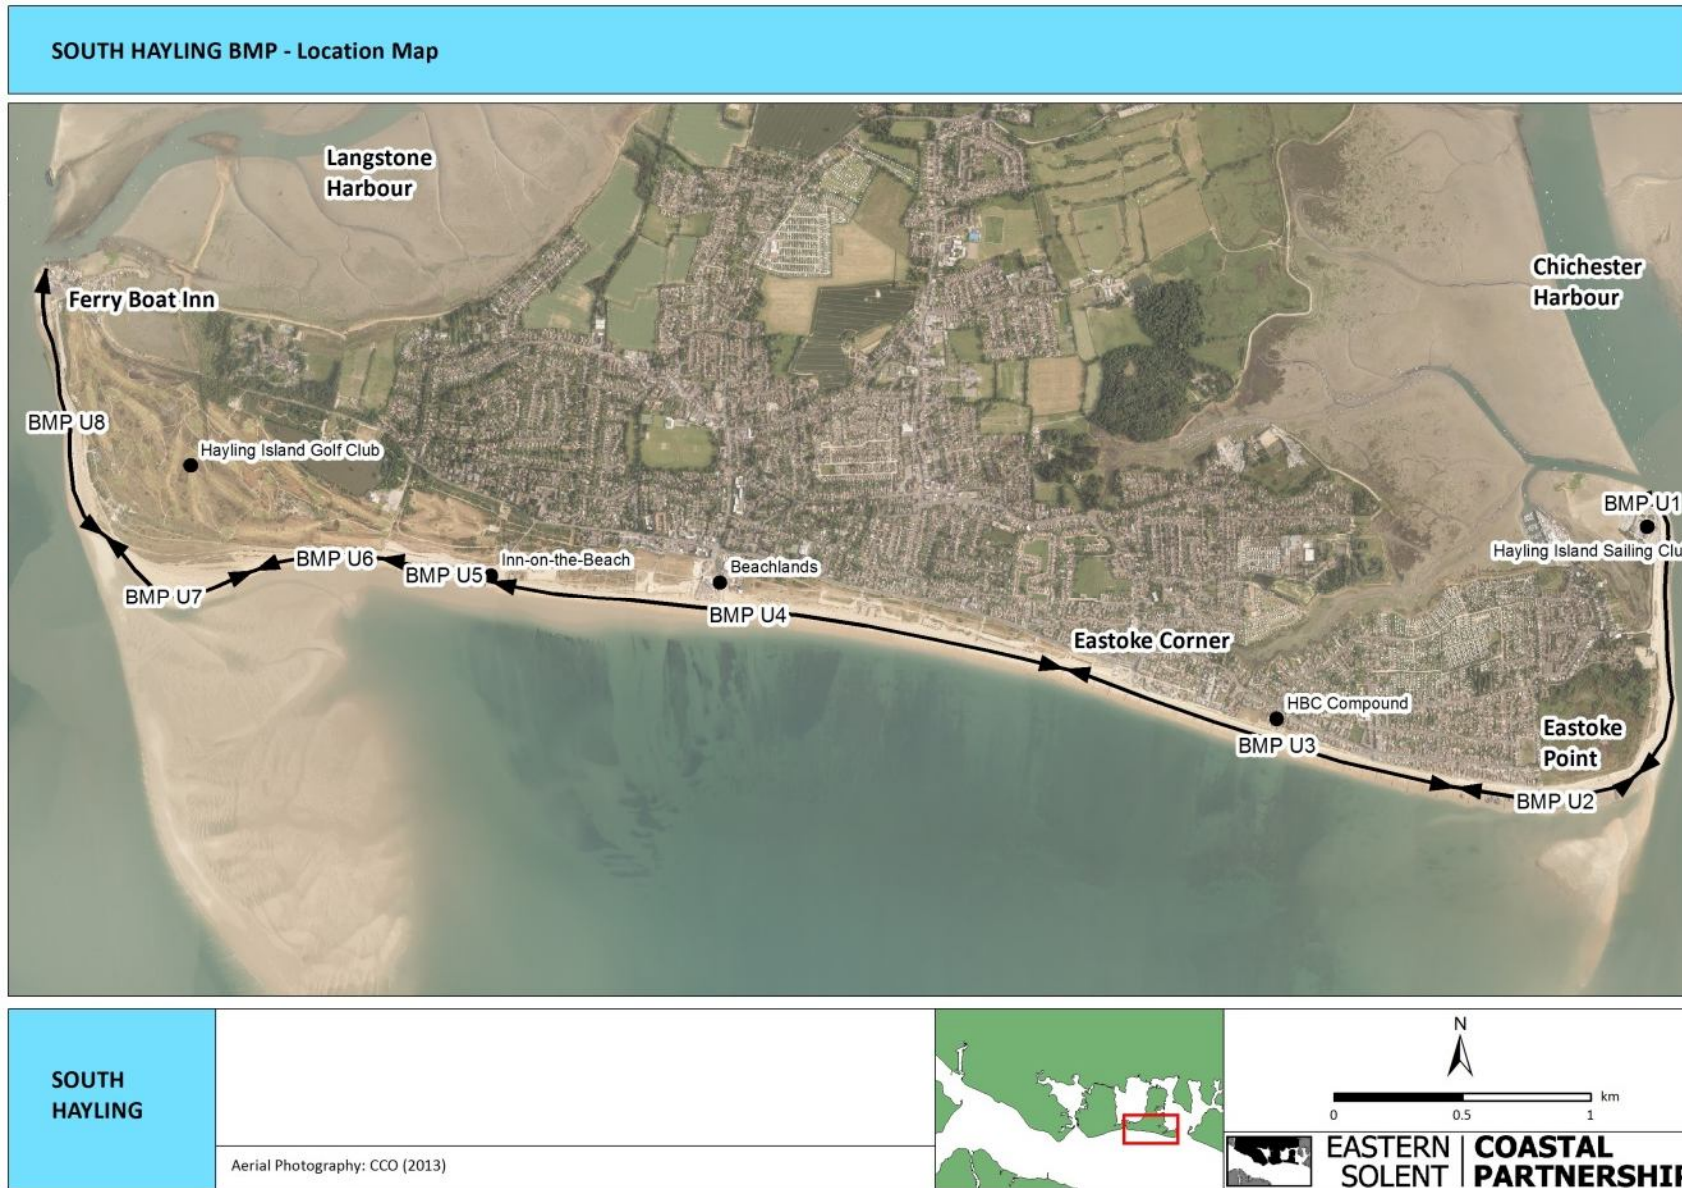 SOUTH HAYLING BMP - Location Map
Langstone
Harbour
Chichester
Harbour
Ferry Boat Inn
BMP U8
Hayling Island Golf Club
BMP U1
Hayling Island Sailing Clu
BMP U6
Inn-on-the-Beach
BMP U5
Beachlands
BMP U7
BMP U4
Eastoke Corner
HBC Compound
BMP U3
Eastoke
Point
BMP U2
SOUTH
HAYLING
Aerial Photography: CCO (2013)
N
0 0.5 1 km
EASTERN
SOLENT
COASTAL
PARTNERSHIP